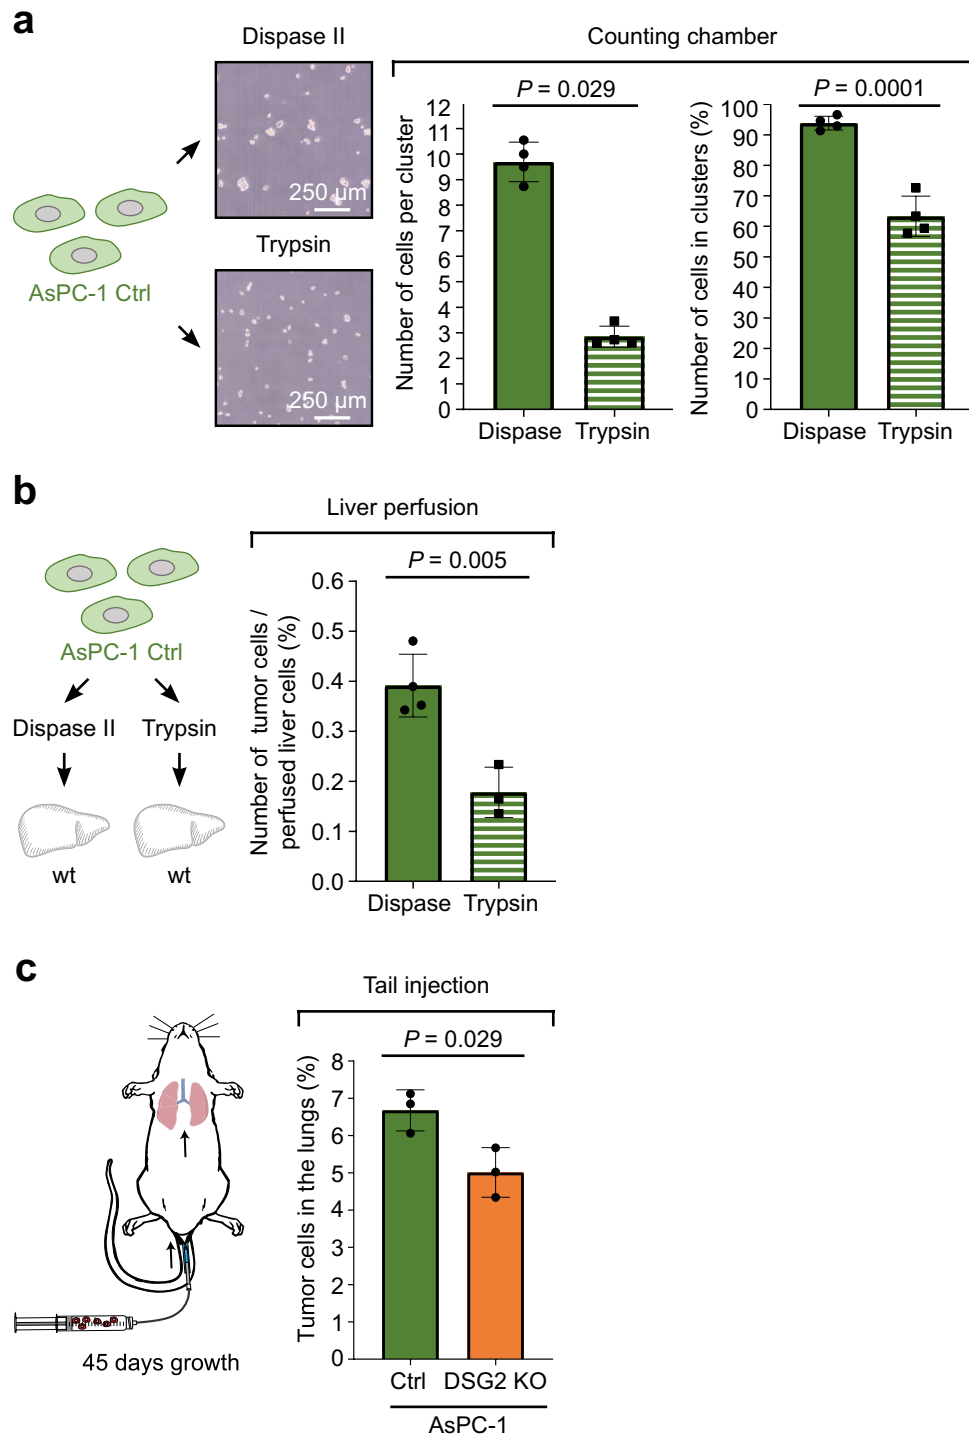 a
Dispase II
250 µm
Trypsin
250 µm
AsPC-1 Ctrl
Counting chamber
P = 0.029
Number of cells per cluster
12
11
10
9
8
7
6
5
4
3
2
1
0
Dispase Trypsin
P = 0.0001
Number of cells in clusters (%)
100
90
80
70
60
50
40
30
20
10
0
Dispase Trypsin
b
AsPC-1 Ctrl
Dispase II Trypsin
wt wt
Liver perfusion
P = 0.005
Number of tumor cells /
perfused liver cells (%)
0.6
0.5
0.4
0.3
0.2
0.1
0.0
Dispase Trypsin
c
45 days growth
Tail injection
P = 0.029
Tumor cells in the lungs (%)
8
7
6
5
4
3
2
1
0
Ctrl DSG2 KO
AsPC-1